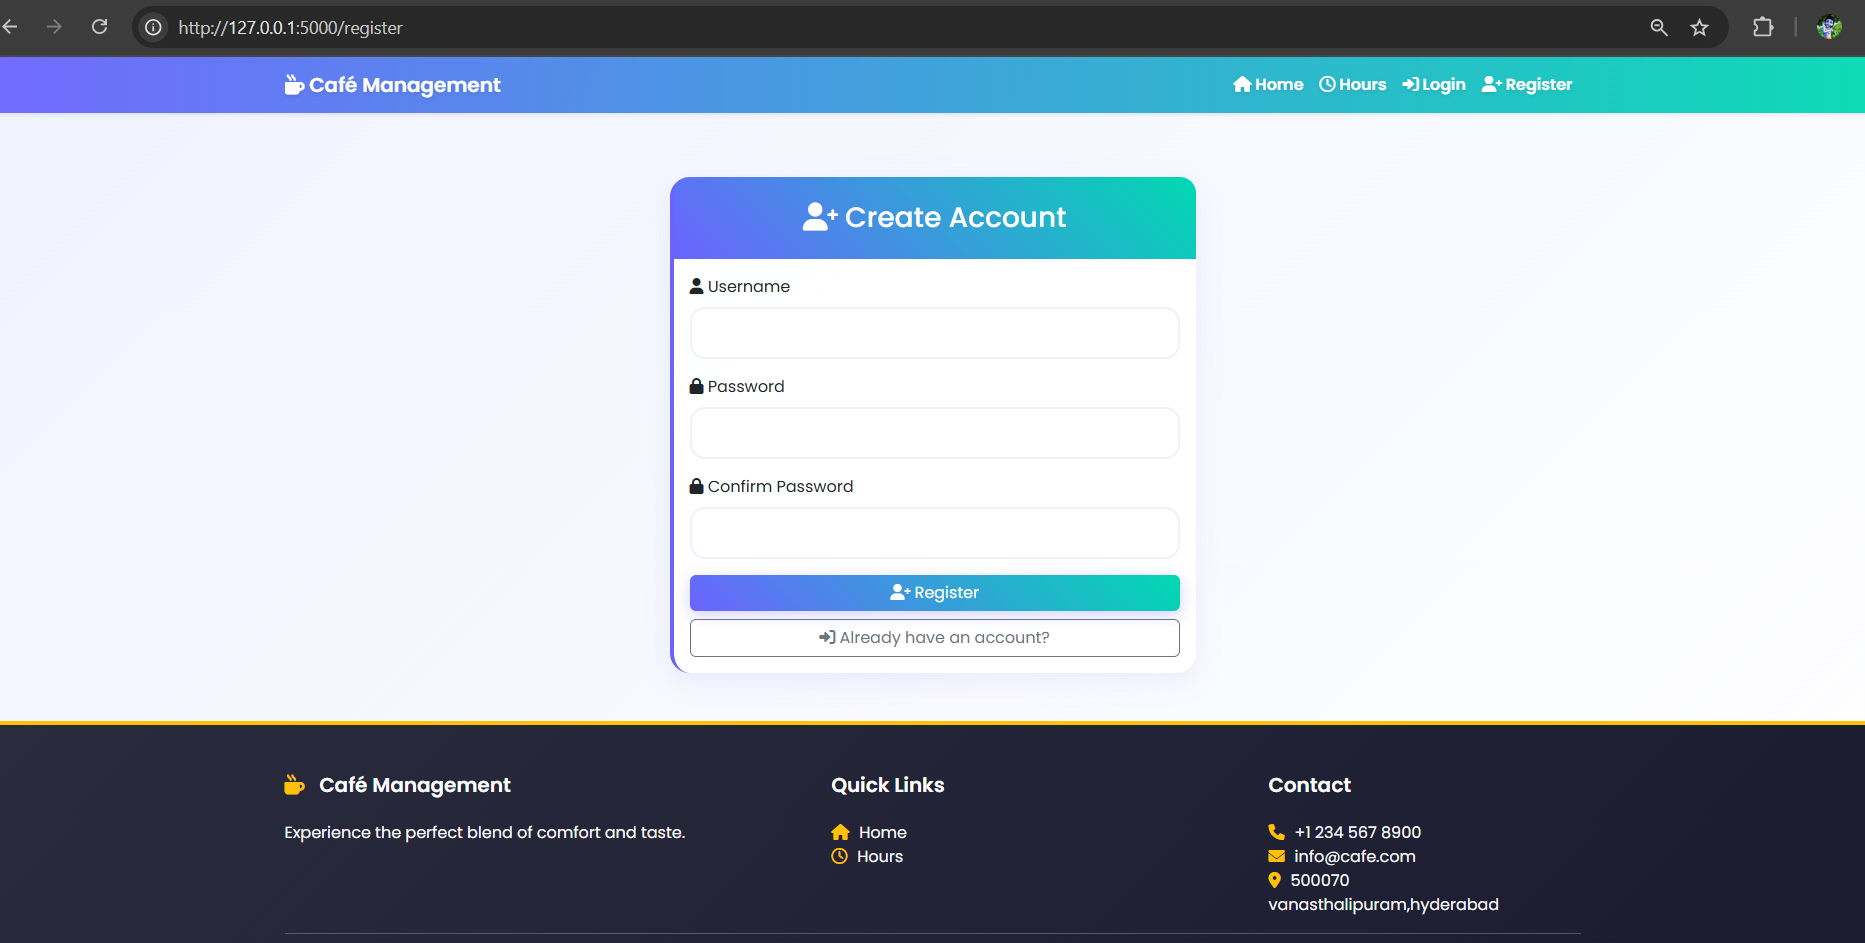 http://127.0.0.1:5000/register
Café Management
Home Hours Login Register
Create Account
Username
Password
Confirm Password
Register
Already have an account?
Café Management
Experience the perfect blend of comfort and taste.
Quick Links
Home
Hours
Contact
+1 234 567 8900
info@cafe.com
500070
vanasthalipuram,hyderabad